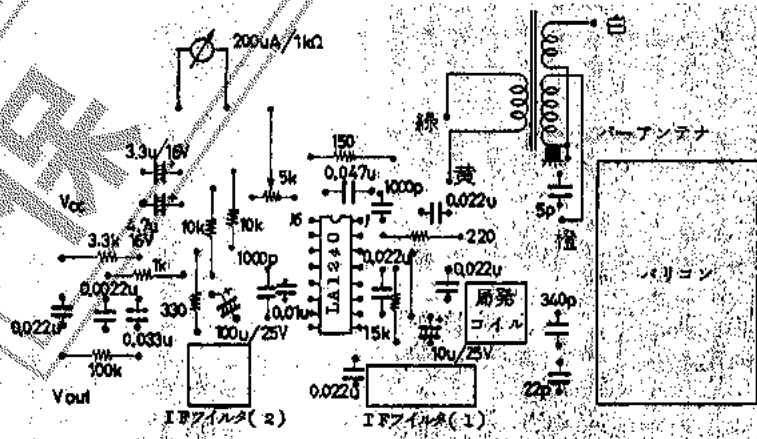 白
200uA/1kΩ
緑
バーアンテナ
黒
150
3.3u/16V
0.047u
1000p
黄
5k
0.022u
5p
Vcc
4.7u
16V
10k
10k
橙
220
3.3k
16
1
LA1240
1000p
0.022u
0.022u
バリコン
1k
局発
コイル
0.0022u
330
0.01u
340p
0.022u
0.033u
100u/25V
15k
10u/25V
100k
0.022u
22p
Vout
IFフィルタ(2)
IFフィルタ(1)